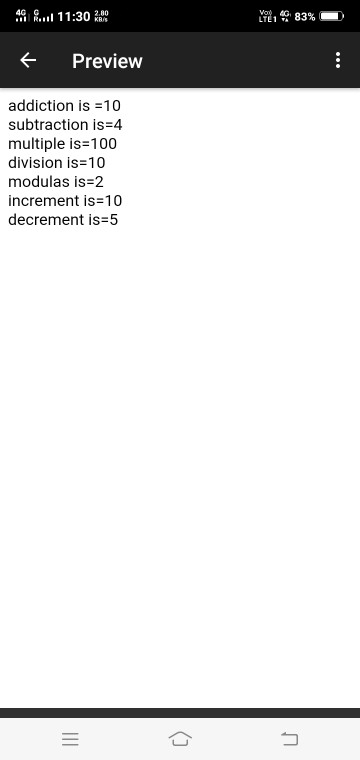 4G G R 11:30 2.80 KB/s Vo)) LTE1 4G 83%
Preview
addiction is =10
subtraction is=4
multiple is=100
division is=10
modulas is=2
increment is=10
decrement is=5